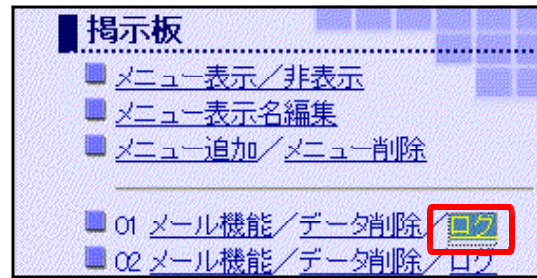 掲示板
メニュー表示／非表示
メニュー表示名編集
メニュー追加／メニュー削除
01 メール機能／データ削除／ログ
02 メール機能／データ削除／ログ